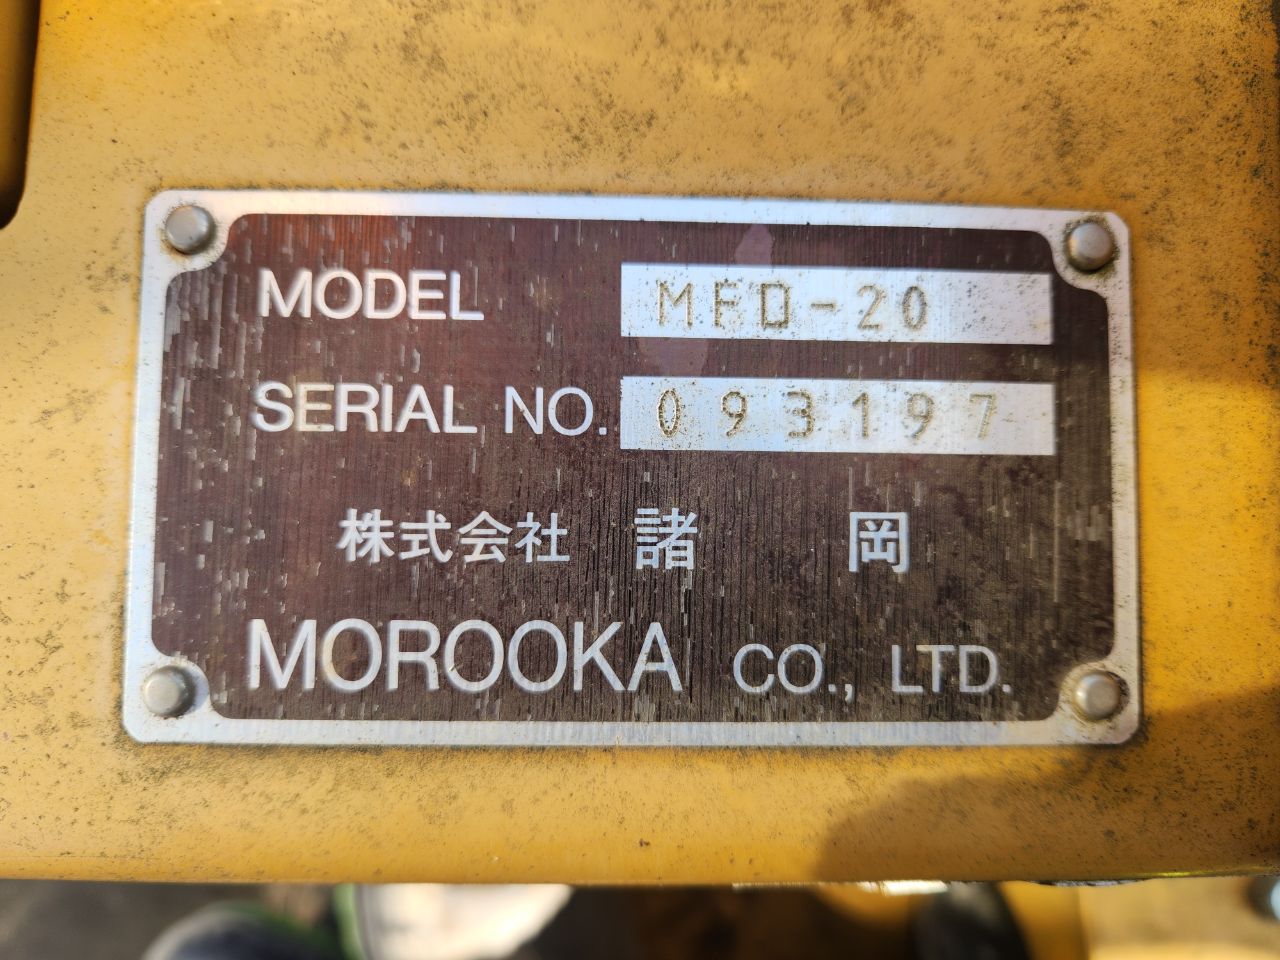 MODEL MFD-20
SERIAL NO. 093197
株式会社 諸 岡
MOROOKA CO., LTD.